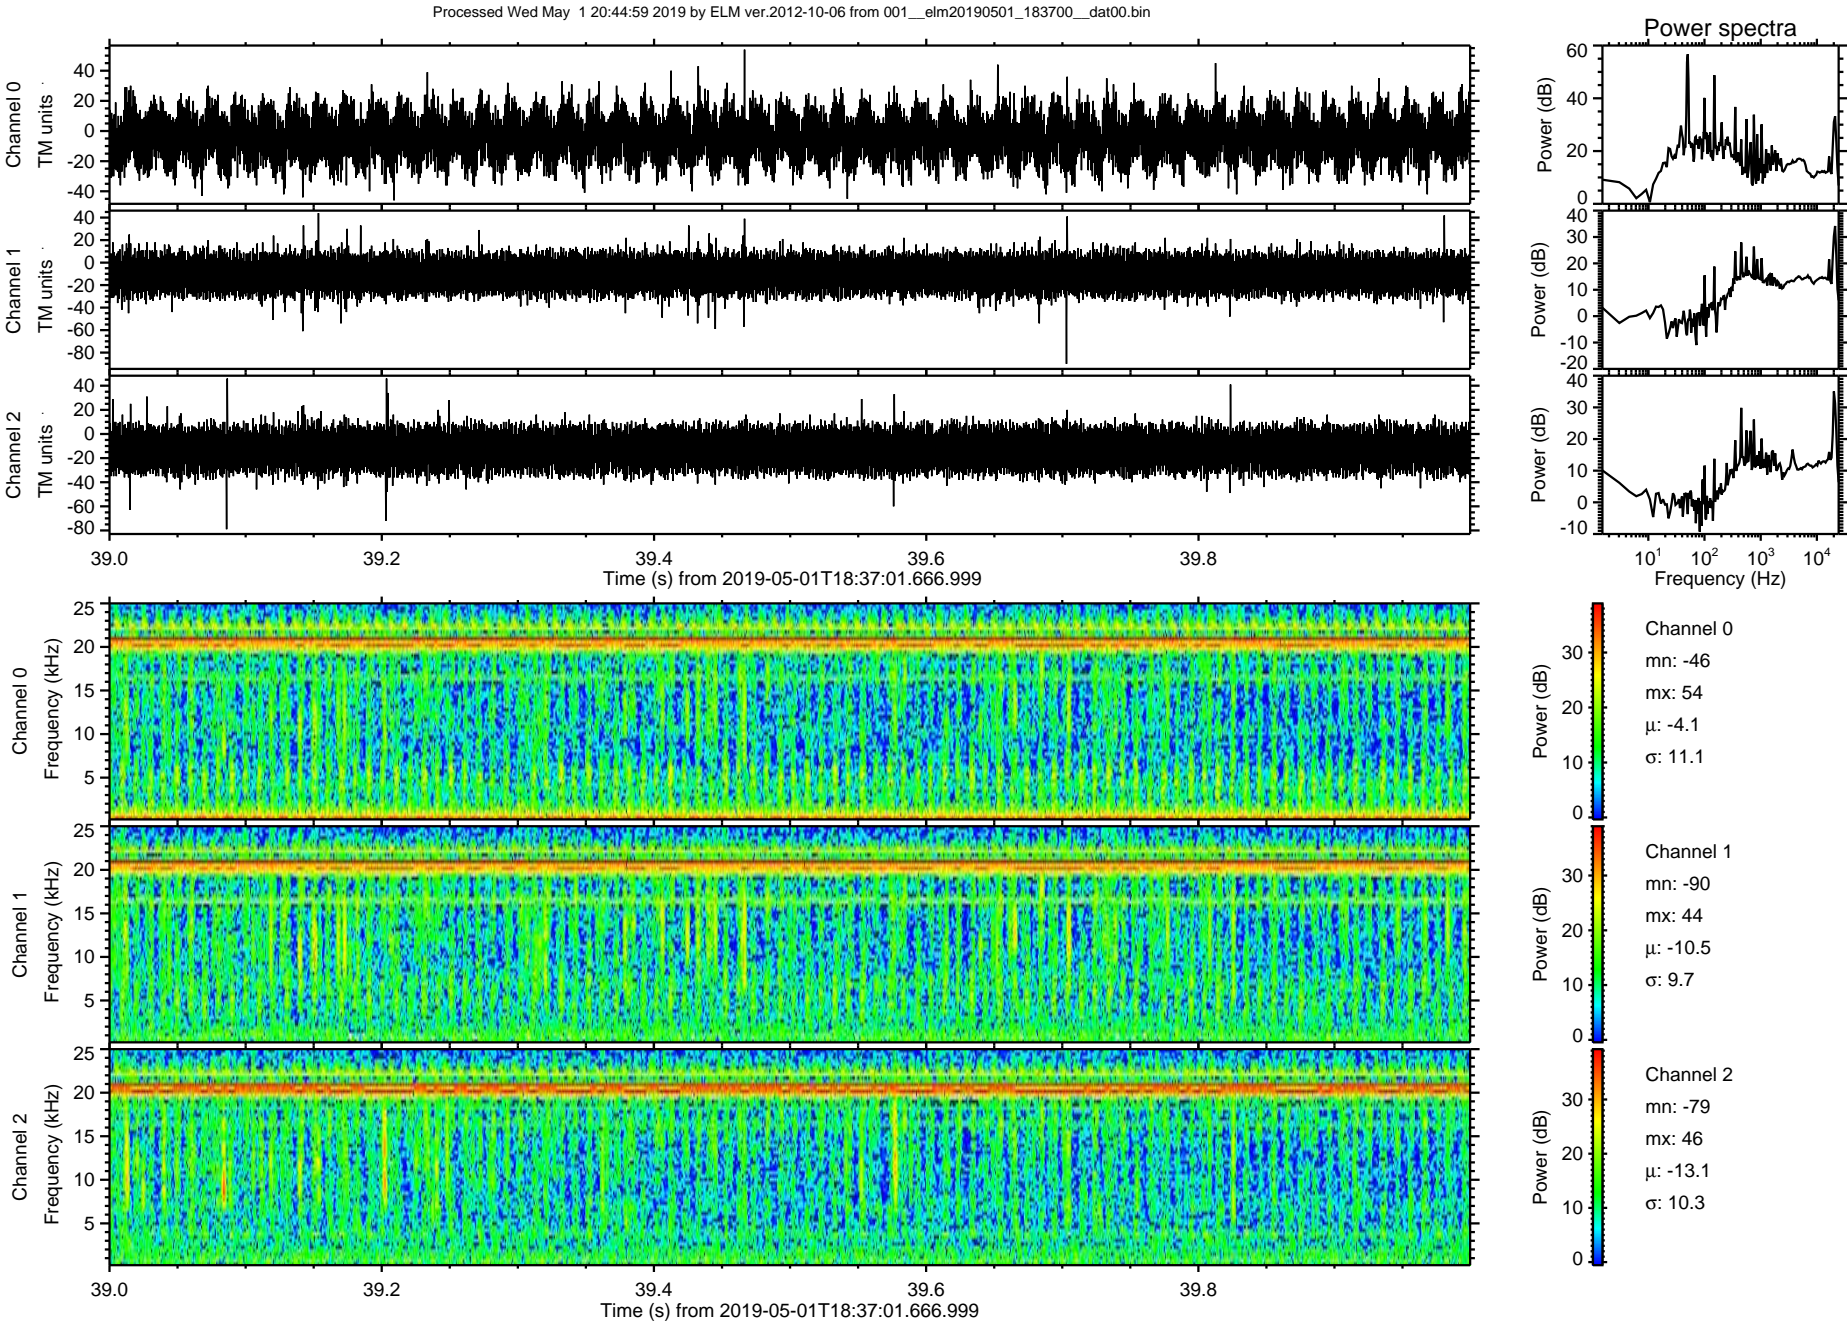 Processed Wed May  1 20:44:59 2019 by ELM ver.2012-10-06 from 001__elm20190501_183700__dat00.bin
Power spectra
Channel 0
TM units
40
20
0
-20
-40
Power (dB)
60
40
20
0
Channel 1
TM units
40
20
0
-20
-40
-60
-80
Power (dB)
40
30
20
10
0
-10
-20
Channel 2
TM units
40
20
0
-20
-40
-60
-80
Power (dB)
40
30
20
10
0
-10
39.0 39.2 39.4 39.6 39.8
Time (s) from 2019-05-01T18:37:01.666.999
10¹ 10² 10³ 10⁴
Frequency (Hz)
Channel 0
Frequency (kHz)
25
20
15
10
5
Power (dB)
30
20
10
0
Channel 0
mn: -46
mx: 54
μ: -4.1
σ: 11.1
Channel 1
Frequency (kHz)
25
20
15
10
5
Power (dB)
30
20
10
0
Channel 1
mn: -90
mx: 44
μ: -10.5
σ: 9.7
Channel 2
Frequency (kHz)
25
20
15
10
5
Power (dB)
30
20
10
0
Channel 2
mn: -79
mx: 46
μ: -13.1
σ: 10.3
39.0 39.2 39.4 39.6 39.8
Time (s) from 2019-05-01T18:37:01.666.999